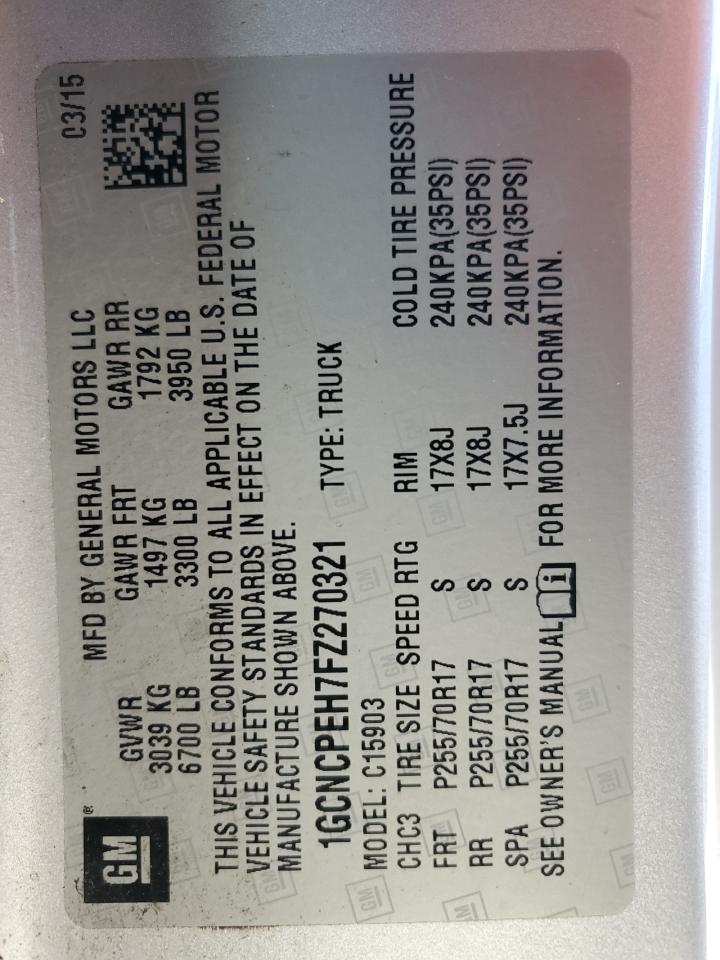 GM®
MFD BY GENERAL MOTORS LLC 03/15
GVWR GAWR FRT GAWR RR
3039 KG 1497 KG 1792 KG
6700 LB 3300 LB 3950 LB
THIS VEHICLE CONFORMS TO ALL APPLICABLE U.S. FEDERAL MOTOR
VEHICLE SAFETY STANDARDS IN EFFECT ON THE DATE OF
MANUFACTURE SHOWN ABOVE.
1GCNCPEH7FZ270321 TYPE: TRUCK
MODEL: C15903
CHC3 TIRE SIZE SPEED RTG RIM COLD TIRE PRESSURE
FRT P255/70R17 S 17X8J 240KPA(35PSI)
RR P255/70R17 S 17X8J 240KPA(35PSI)
SPA P255/70R17 S 17X7.5J 240KPA(35PSI)
SEE OWNER'S MANUAL i FOR MORE INFORMATION.